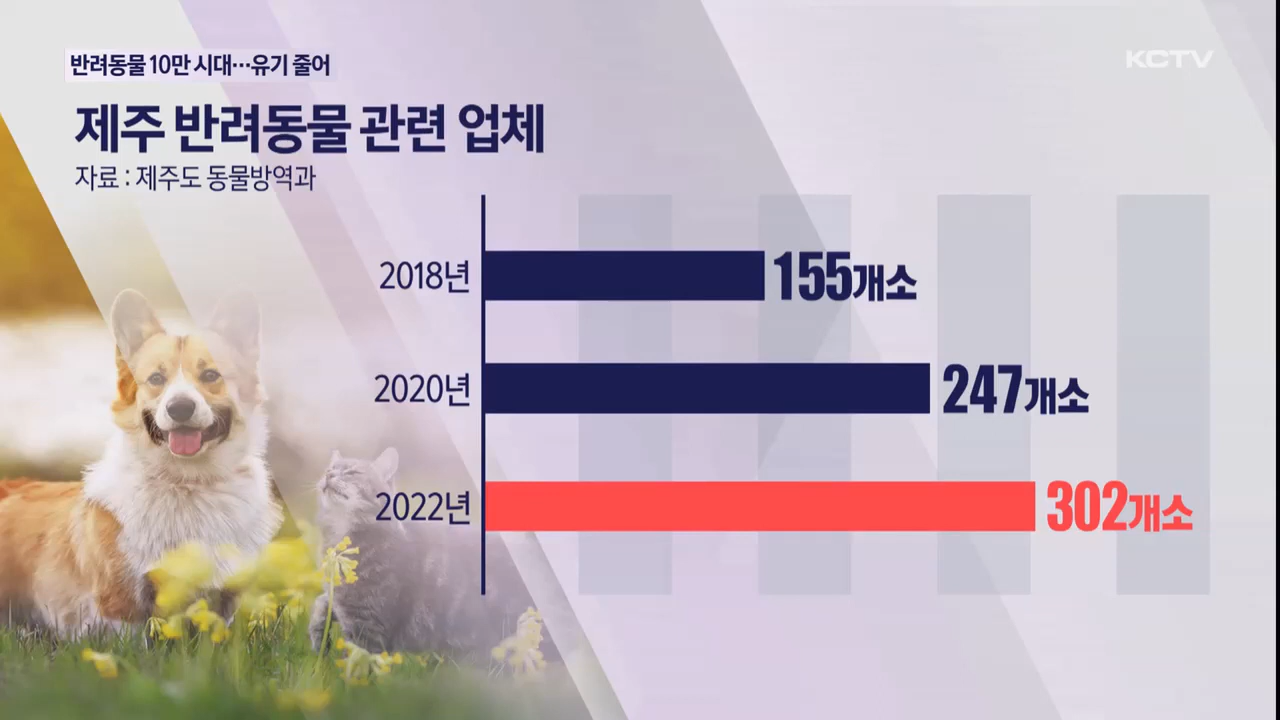 반려동물 10만 시대…유기 줄어
KCTV
제주 반려동물 관련 업체
자료 : 제주도 동물방역과
2018년 155개소
2020년 247개소
2022년 302개소